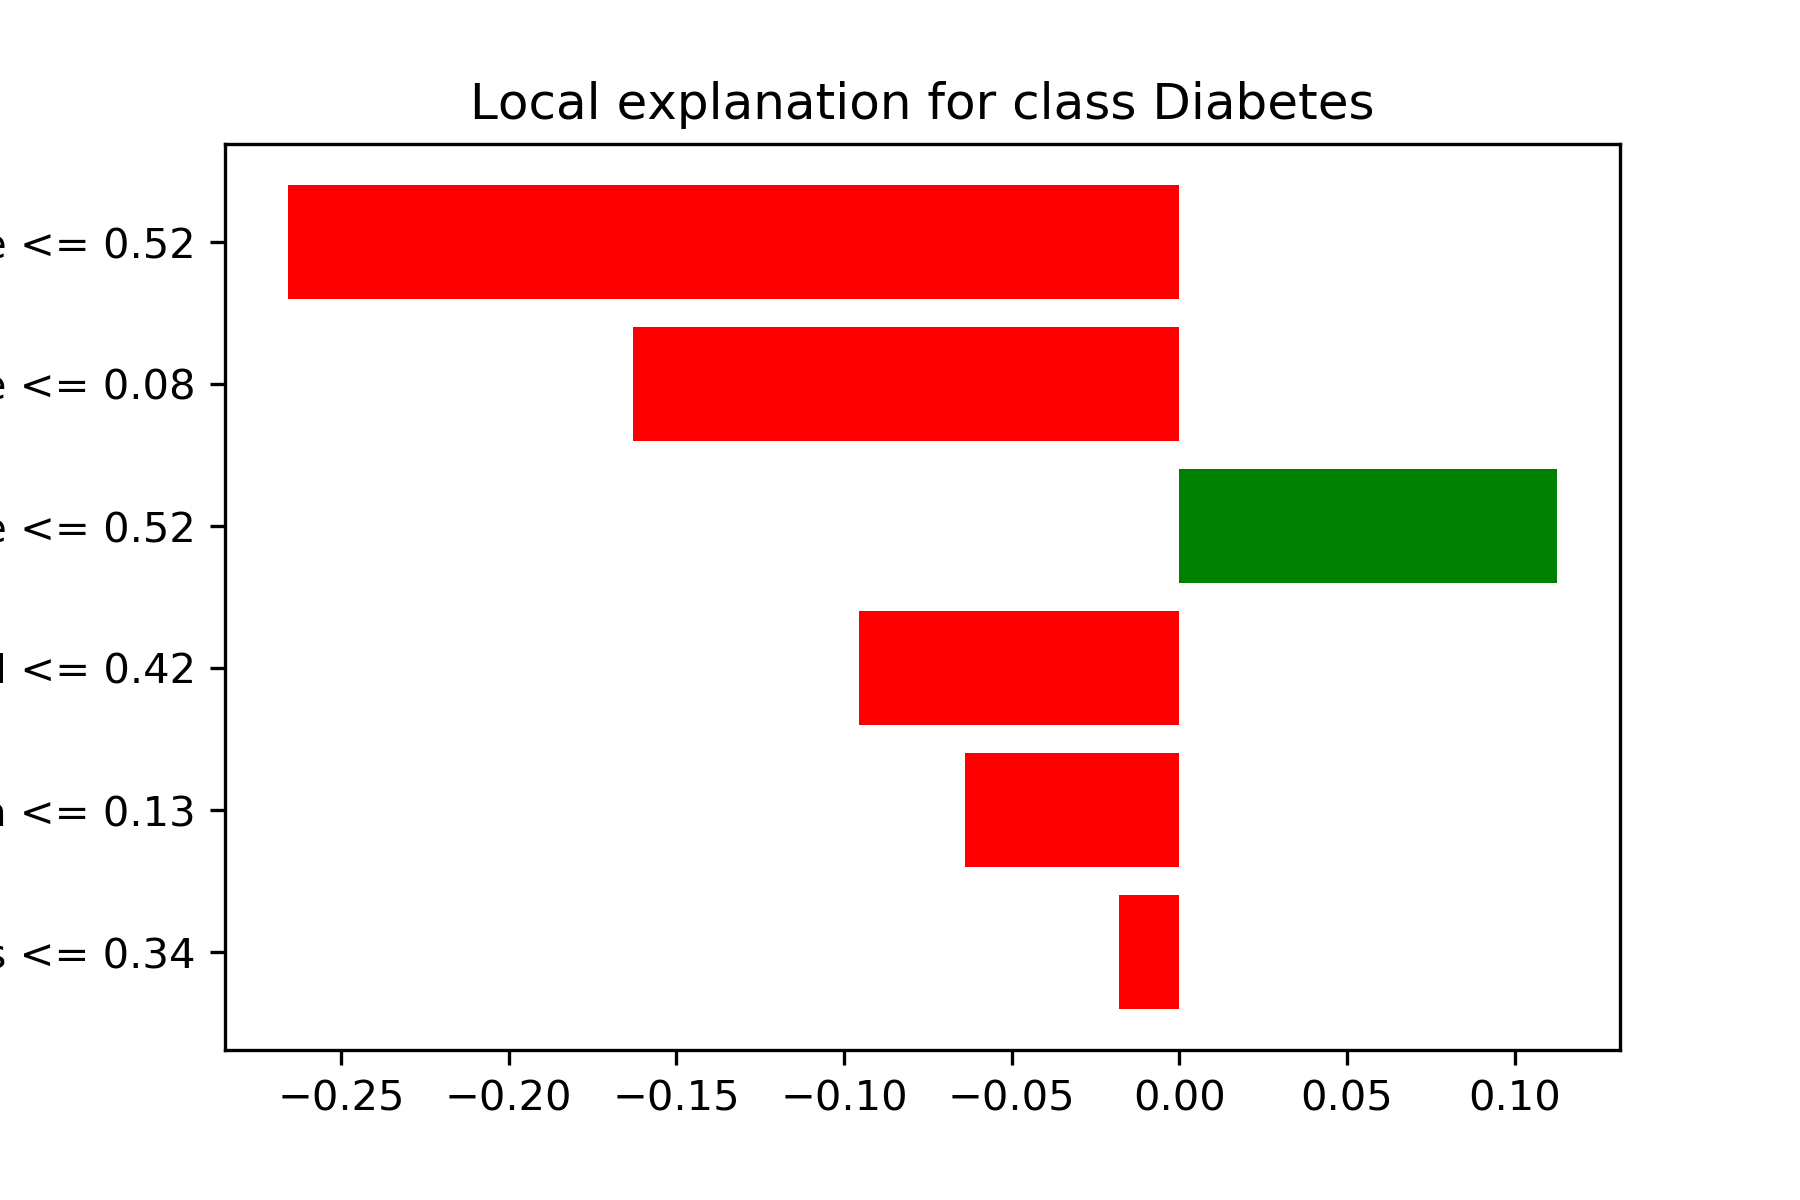 Local explanation for class Diabetes
e <= 0.52
e <= 0.08
e <= 0.52
<= 0.42
<= 0.13
s <= 0.34
−0.25 −0.20 −0.15 −0.10 −0.05 0.00 0.05 0.10